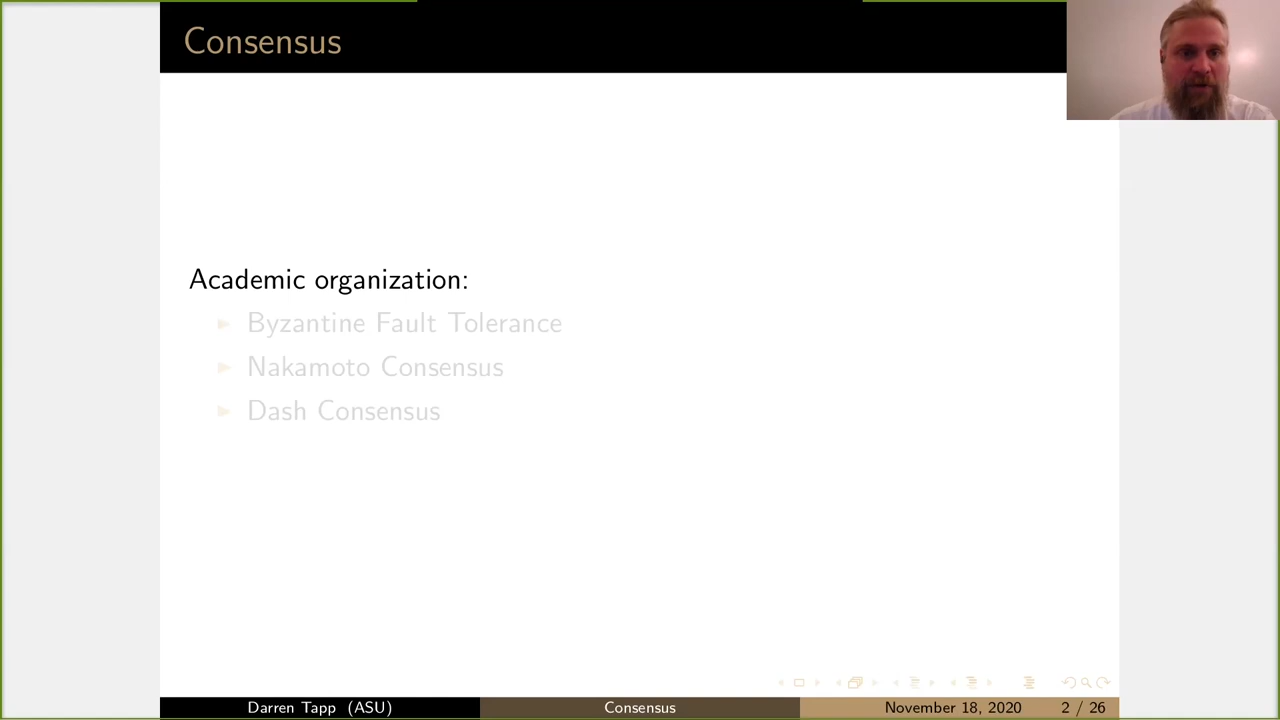 Consensus
Academic organization:
Byzantine Fault Tolerance
Nakamoto Consensus
Dash Consensus
Darren Tapp (ASU)
Consensus
November 18, 2020
2 / 26